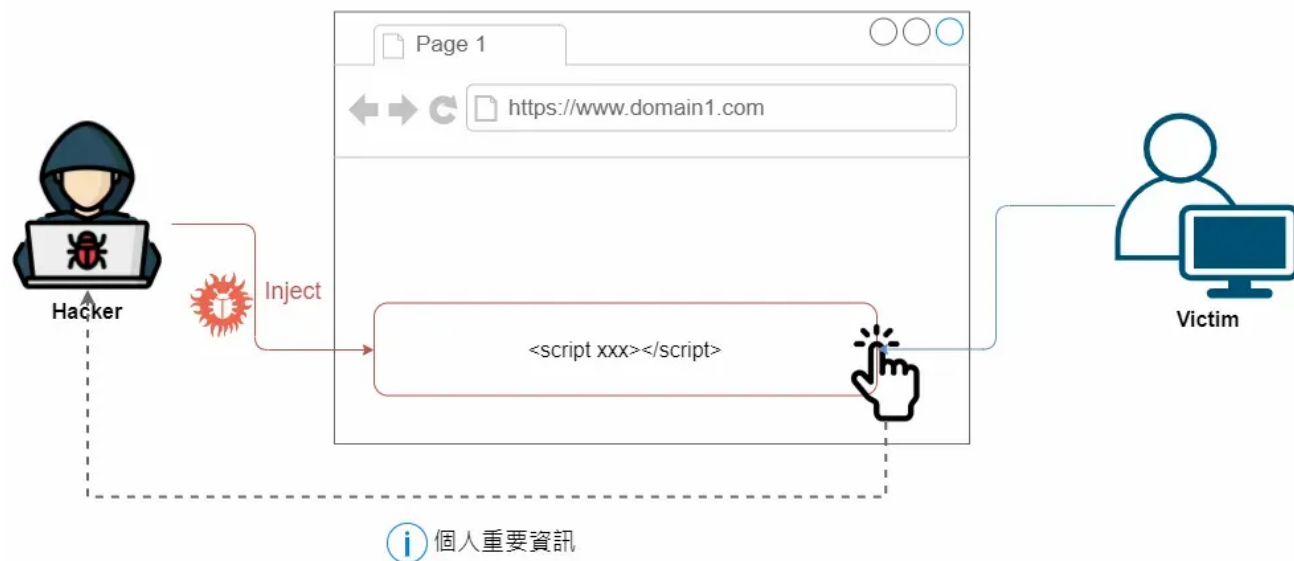 Page 1
https://www.domain1.com
Hacker
Inject
<script xxx></script>
Victim
個人重要資訊